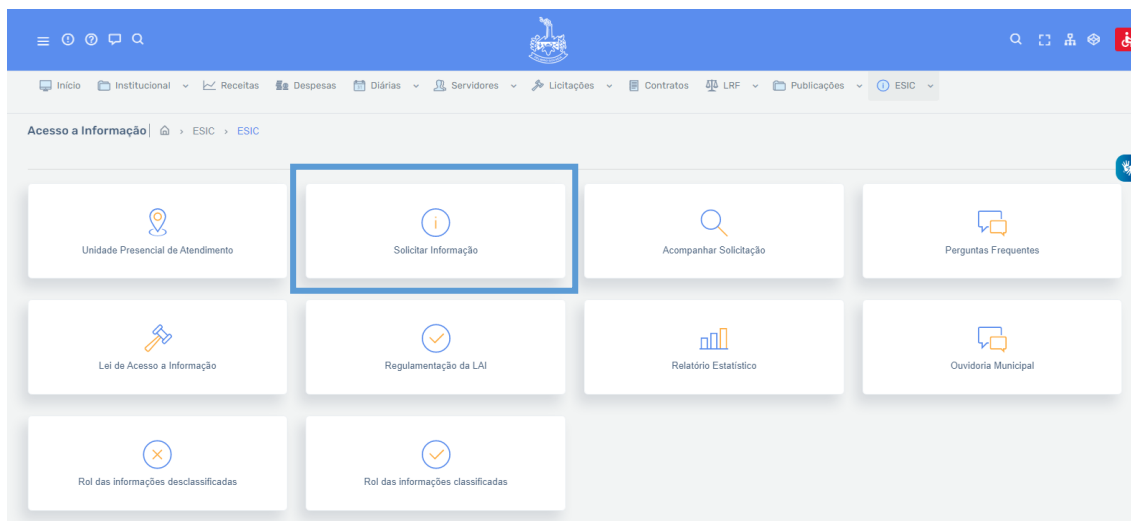 Início Institucional Receitas Despesas Diárias Servidores Licitações Contratos LRF Publicações ESIC
Acesso a Informação ESIC ESIC
Unidade Presencial de Atendimento Solicitar Informação Acompanhar Solicitação Perguntas Frequentes
Lei de Acesso a Informação Regulamentação da LAI Relatório Estatístico Ouvidoria Municipal
Rol das informações desclassificadas Rol das informações classificadas